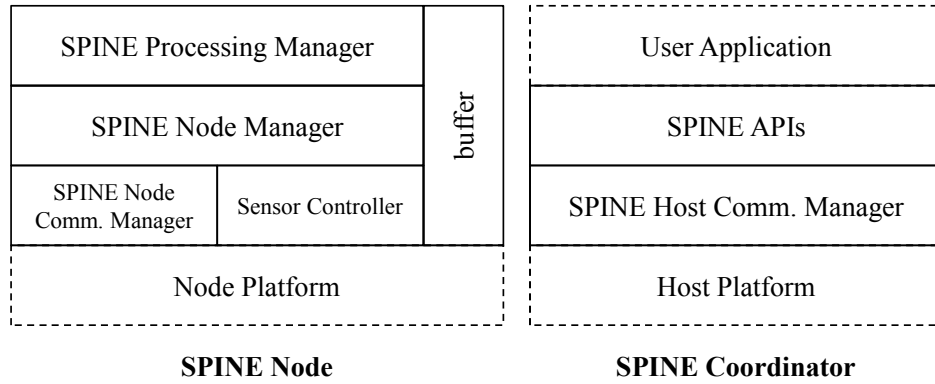 SPINE Processing Manager
SPINE Node Manager
SPINE Node
Comm. Manager
Sensor Controller
buffer
Node Platform
SPINE Node
User Application
SPINE APIs
SPINE Host Comm. Manager
Host Platform
SPINE Coordinator